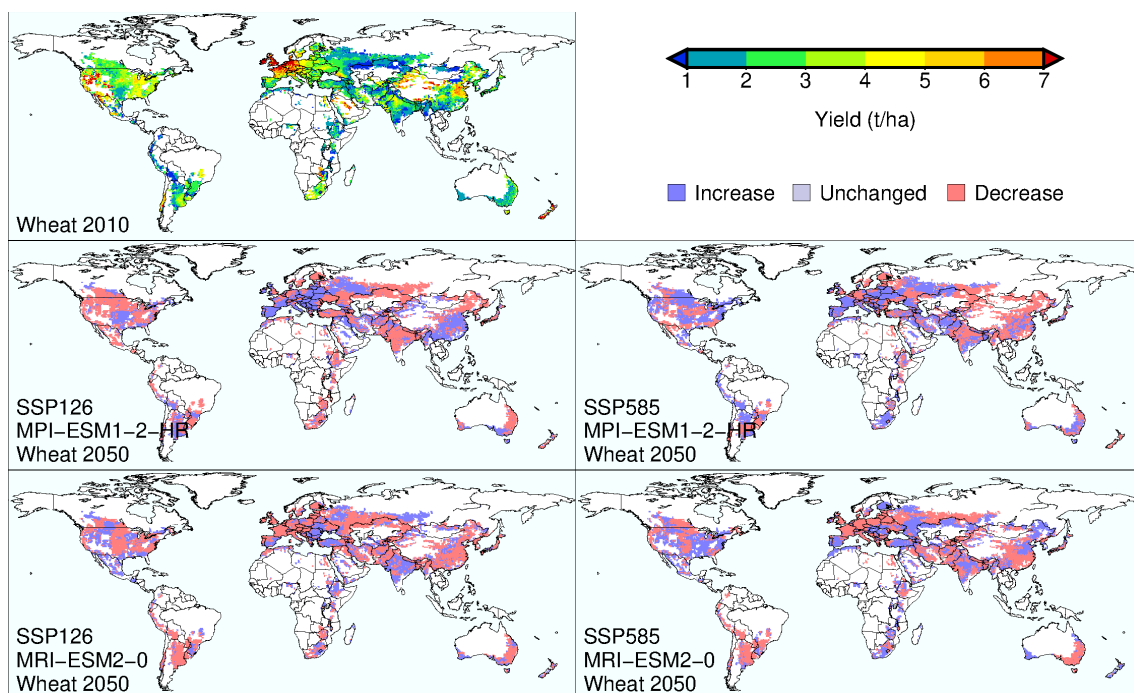 Wheat 2010
1 2 3 4 5 6 7
Yield (t/ha)
Increase Unchanged Decrease
SSP126
MPI-ESM1-2-HR
Wheat 2050
SSP585
MPI-ESM1-2-HR
Wheat 2050
SSP126
MRI-ESM2-0
Wheat 2050
SSP585
MRI-ESM2-0
Wheat 2050